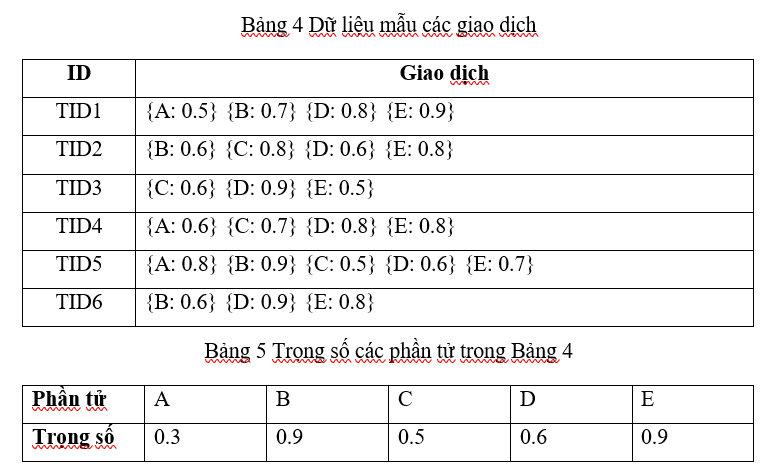 Bảng 4 Dữ liệu mẫu các giao dịch
ID Giao dịch
TID1 {A: 0.5} {B: 0.7} {D: 0.8} {E: 0.9}
TID2 {B: 0.6} {C: 0.8} {D: 0.6} {E: 0.8}
TID3 {C: 0.6} {D: 0.9} {E: 0.5}
TID4 {A: 0.6} {C: 0.7} {D: 0.8} {E: 0.8}
TID5 {A: 0.8} {B: 0.9} {C: 0.5} {D: 0.6} {E: 0.7}
TID6 {B: 0.6} {D: 0.9} {E: 0.8}
Bảng 5 Trọng số các phần tử trong Bảng 4
Phần tử A B C D E
Trọng số 0.3 0.9 0.5 0.6 0.9